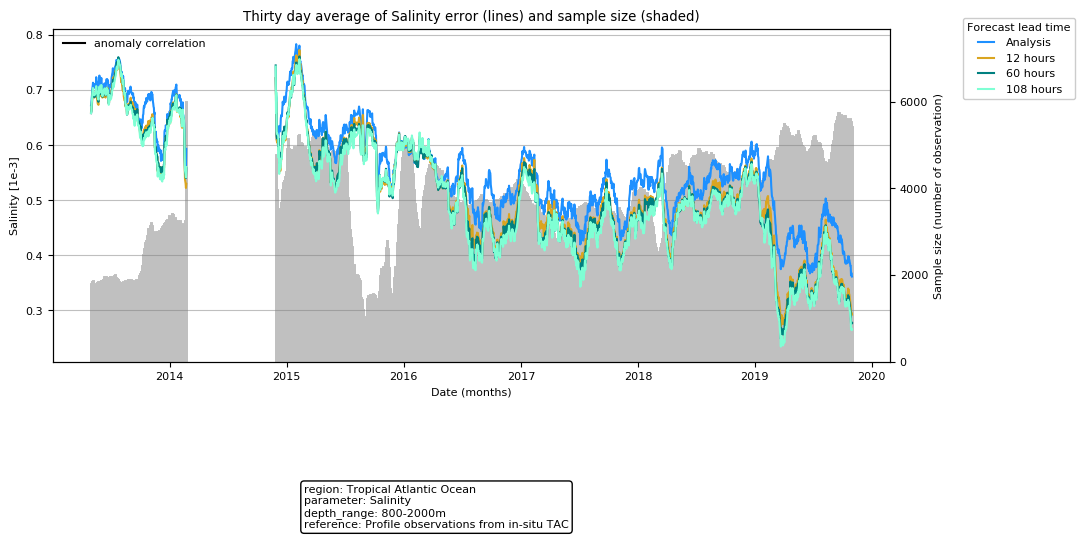 Thirty day average of Salinity error (lines) and sample size (shaded)
anomaly correlation
Forecast lead time
Analysis
12 hours
60 hours
108 hours
Salinity [1e-3]
0.8
0.7
0.6
0.5
0.4
0.3
6000
4000
2000
0
Sample size (number of observation)
2014
2015
2016
2017
2018
2019
2020
Date (months)
region: Tropical Atlantic Ocean
parameter: Salinity
depth_range: 800-2000m
reference: Profile observations from in-situ TAC